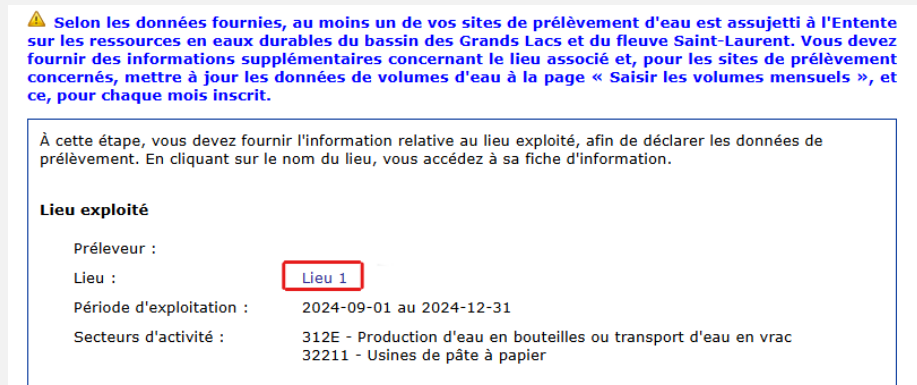 Selon les données fournies, au moins un de vos sites de prélèvement d'eau est assujetti à l'Entente
sur les ressources en eaux durables du bassin des Grands Lacs et du fleuve Saint-Laurent. Vous devez
fournir des informations supplémentaires concernant le lieu associé et, pour les sites de prélèvement
concernés, mettre à jour les données de volumes d'eau à la page « Saisir les volumes mensuels », et
ce, pour chaque mois inscrit.
À cette étape, vous devez fournir l'information relative au lieu exploité, afin de déclarer les données de
prélèvement. En cliquant sur le nom du lieu, vous accédez à sa fiche d'information.
Lieu exploité
Préleveur :
Lieu : Lieu 1
Période d'exploitation : 2024-09-01 au 2024-12-31
Secteurs d'activité : 312E - Production d'eau en bouteilles ou transport d'eau en vrac
32211 - Usines de pâte à papier